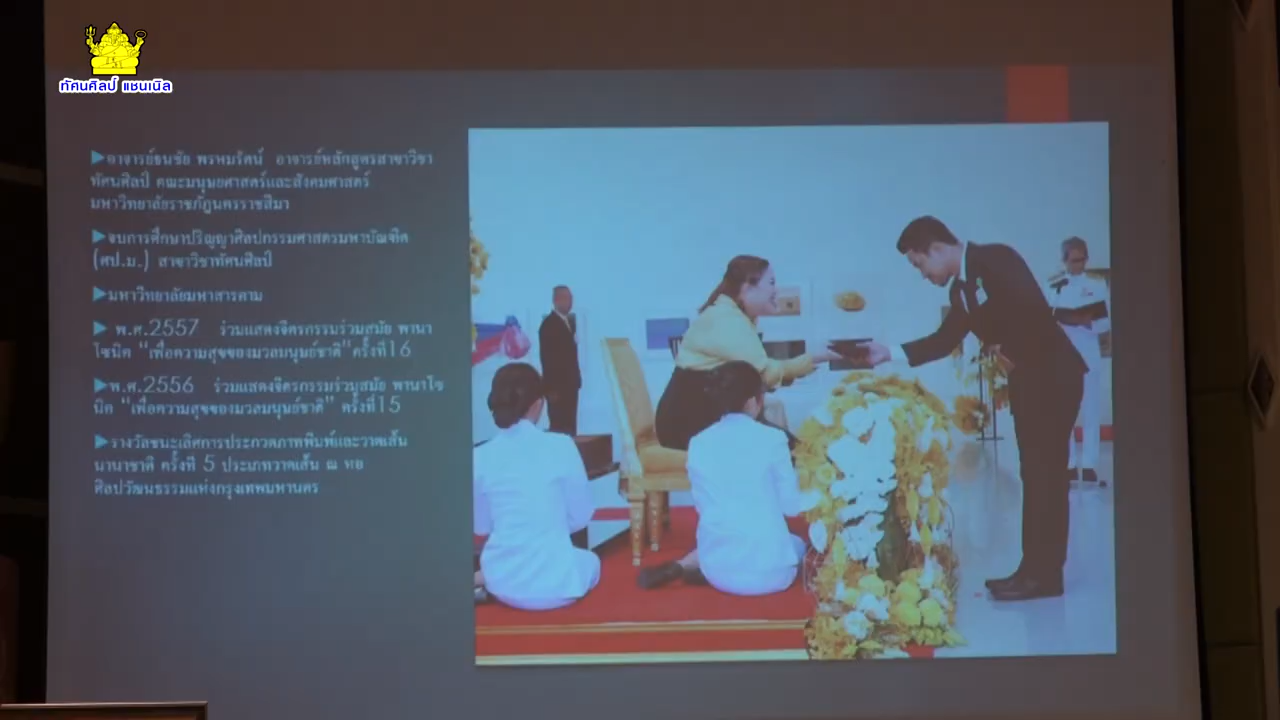 ทัศนศิลป์ แชนเนิล
▶อาจารย์ธนชัย พรหมรัตน์ อาจารย์หลักสูตรสาขาวิชา
ทัศนศิลป์ คณะมนุษยศาสตร์และสังคมศาสตร์
มหาวิทยาลัยราชภัฏนครราชสีมา
▶จบการศึกษาปริญญาศิลปกรรมศาสตรมหาบัณฑิต
(ศป.ม.) สาขาวิชาทัศนศิลป์
▶มหาวิทยาลัยมหาสารคาม
▶ พ.ศ.2557 ร่วมแสดงจิตรกรรมร่วมสมัย พานา
โซนิค “เพื่อความสุขของมวลมนุษย์ชาติ”ครั้งที่16
▶พ.ศ.2556 ร่วมแสดงจิตรกรรมร่วมสมัย พานาโซ
นิค “เพื่อความสุขของมวลมนุษย์ชาติ” ครั้งที่15
▶รางวัลชนะเลิศการประกวดภาพพิมพ์และวาดเส้น
นานาชาติ ครั้งที่ 5 ประเภทวาดเส้น ณ หอ
ศิลปวัฒนธรรมแห่งกรุงเทพมหานคร